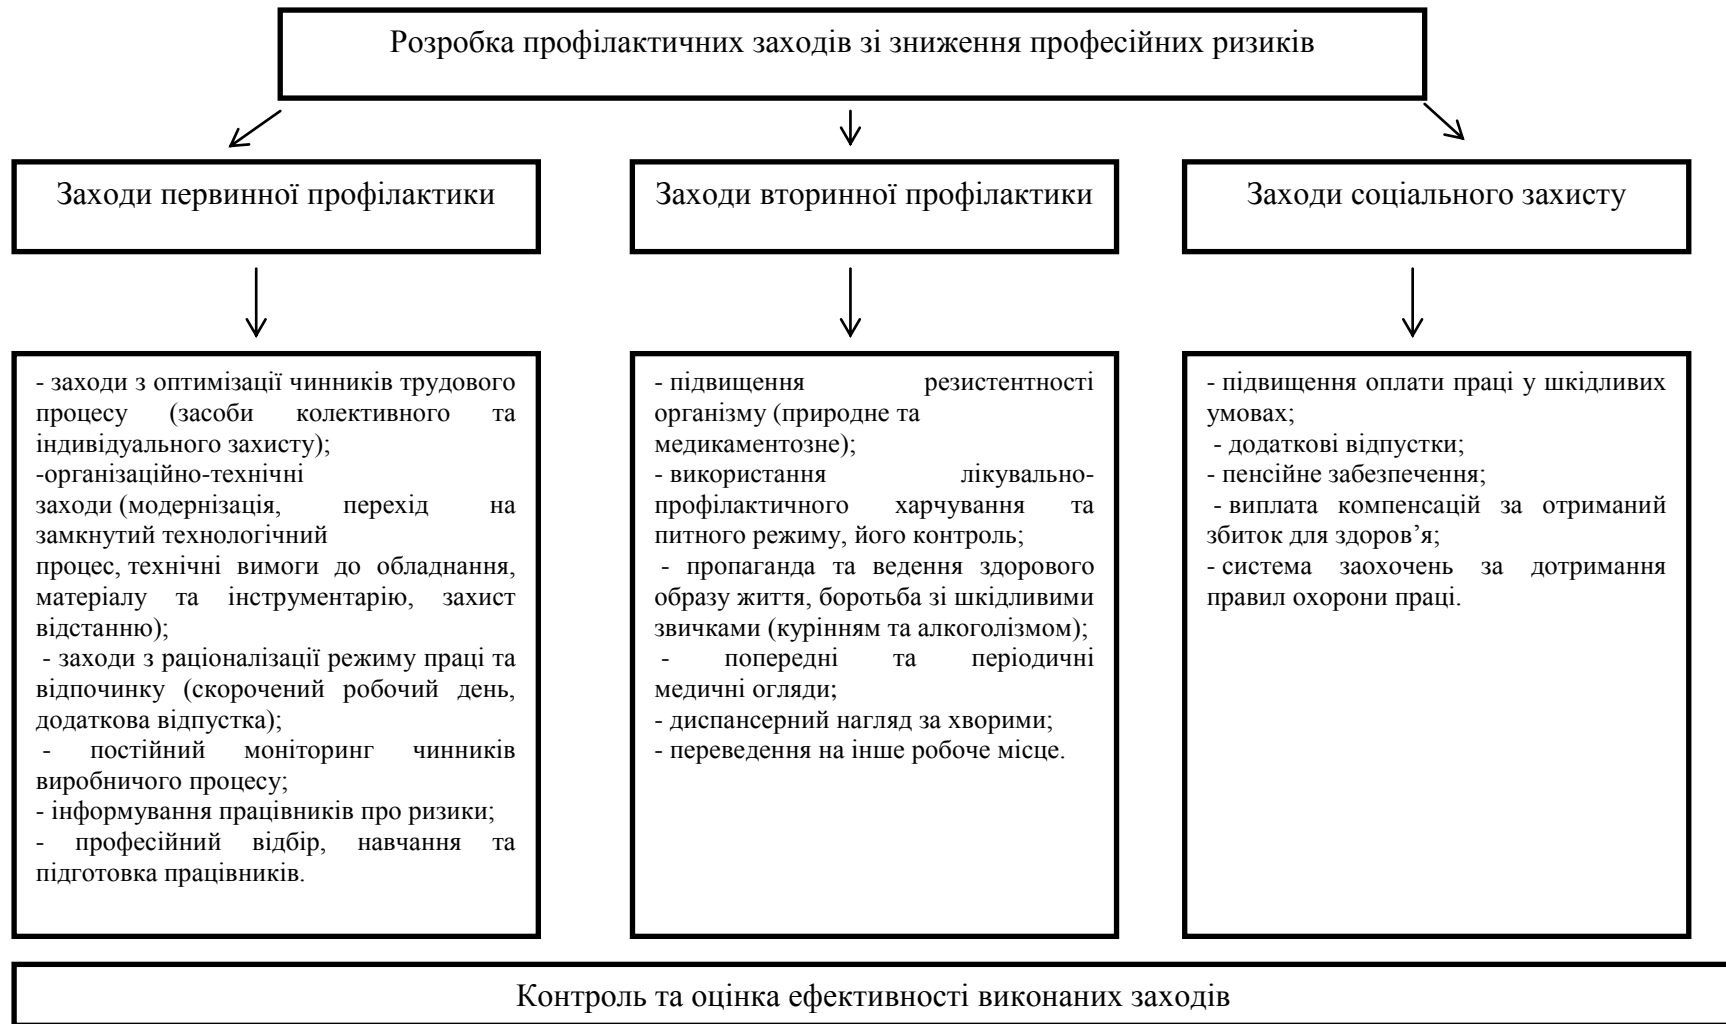 Розробка профілактичних заходів зі зниження професійних ризиків
Заходи первинної профілактики
Заходи вторинної профілактики
Заходи соціального захисту
- заходи з оптимізації чинників трудового
процесу (засоби колективного та
індивідуального захисту);
-організаційно-технічні
заходи (модернізація, перехід на
замкнутий технологічний
процес, технічні вимоги до обладнання,
матеріалу та інструментарію, захист
відстанню);
- заходи з раціоналізації режиму праці та
відпочинку (скорочений робочий день,
додаткова відпустка);
- постійний моніторинг чинників
виробничого процесу;
- інформування працівників про ризики;
- професійний відбір, навчання та
підготовка працівників.
- підвищення резистентності
організму (природне та
медикаментозне);
- використання лікувально-
профілактичного харчування та
питного режиму, його контроль;
- пропаганда та ведення здорового
образу життя, боротьба зі шкідливими
звичками (курінням та алкоголізмом);
- попередні та періодичні
медичні огляди;
- диспансерний нагляд за хворими;
- переведення на інше робоче місце.
- підвищення оплати праці у шкідливих
умовах;
- додаткові відпустки;
- пенсійне забезпечення;
- виплата компенсацій за отриманий
збиток для здоров’я;
- система заохочень за дотримання
правил охорони праці.
Контроль та оцінка ефективності виконаних заходів